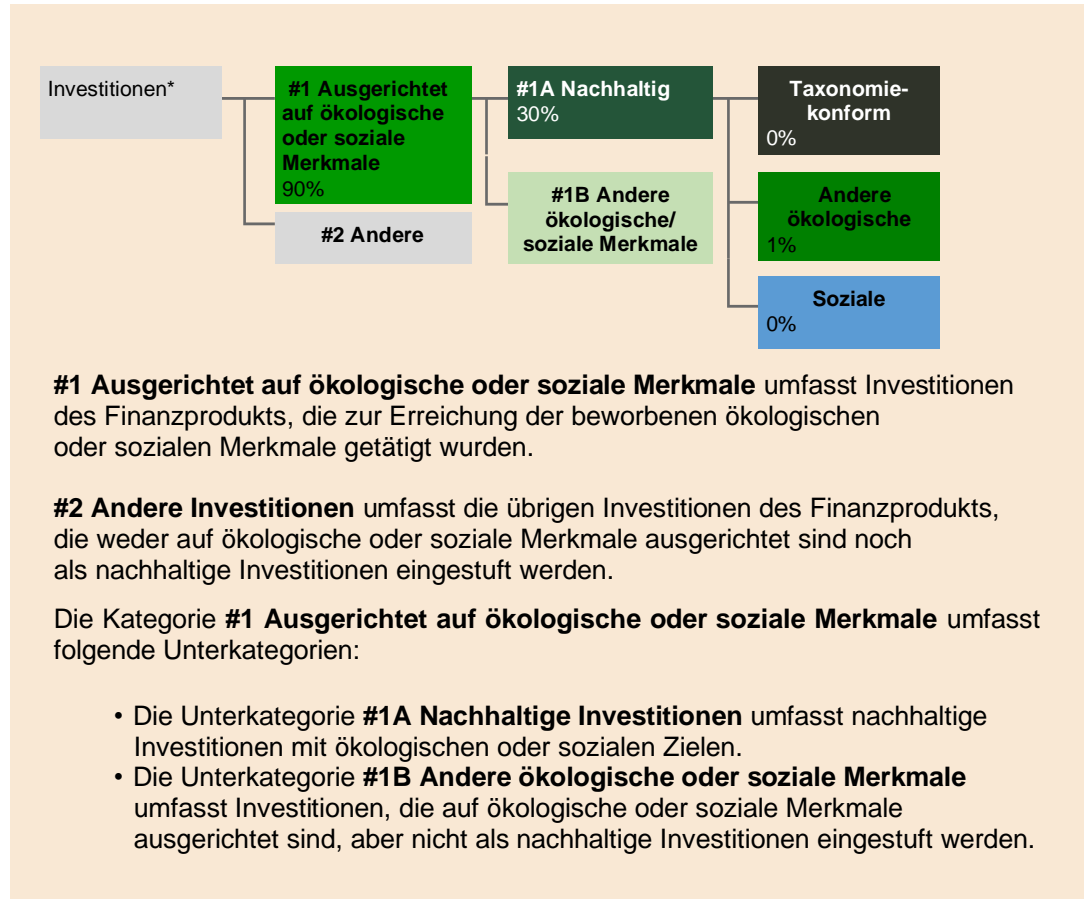 Investitionen*
#1 Ausgerichtet
auf ökologische
oder soziale
Merkmale
90%
#2 Andere
#1A Nachhaltig
30%
#1B Andere
ökologische/
soziale Merkmale
Taxonomie-
konform
0%
Andere
ökologische
1%
Soziale
0%
#1 Ausgerichtet auf ökologische oder soziale Merkmale umfasst Investitionen
des Finanzprodukts, die zur Erreichung der beworbenen ökologischen
oder sozialen Merkmale getätigt wurden.
#2 Andere Investitionen umfasst die übrigen Investitionen des Finanzprodukts,
die weder auf ökologische oder soziale Merkmale ausgerichtet sind noch
als nachhaltige Investitionen eingestuft werden.
Die Kategorie #1 Ausgerichtet auf ökologische oder soziale Merkmale umfasst
folgende Unterkategorien:
• Die Unterkategorie #1A Nachhaltige Investitionen umfasst nachhaltige
Investitionen mit ökologischen oder sozialen Zielen.
• Die Unterkategorie #1B Andere ökologische oder soziale Merkmale
umfasst Investitionen, die auf ökologische oder soziale Merkmale
ausgerichtet sind, aber nicht als nachhaltige Investitionen eingestuft werden.